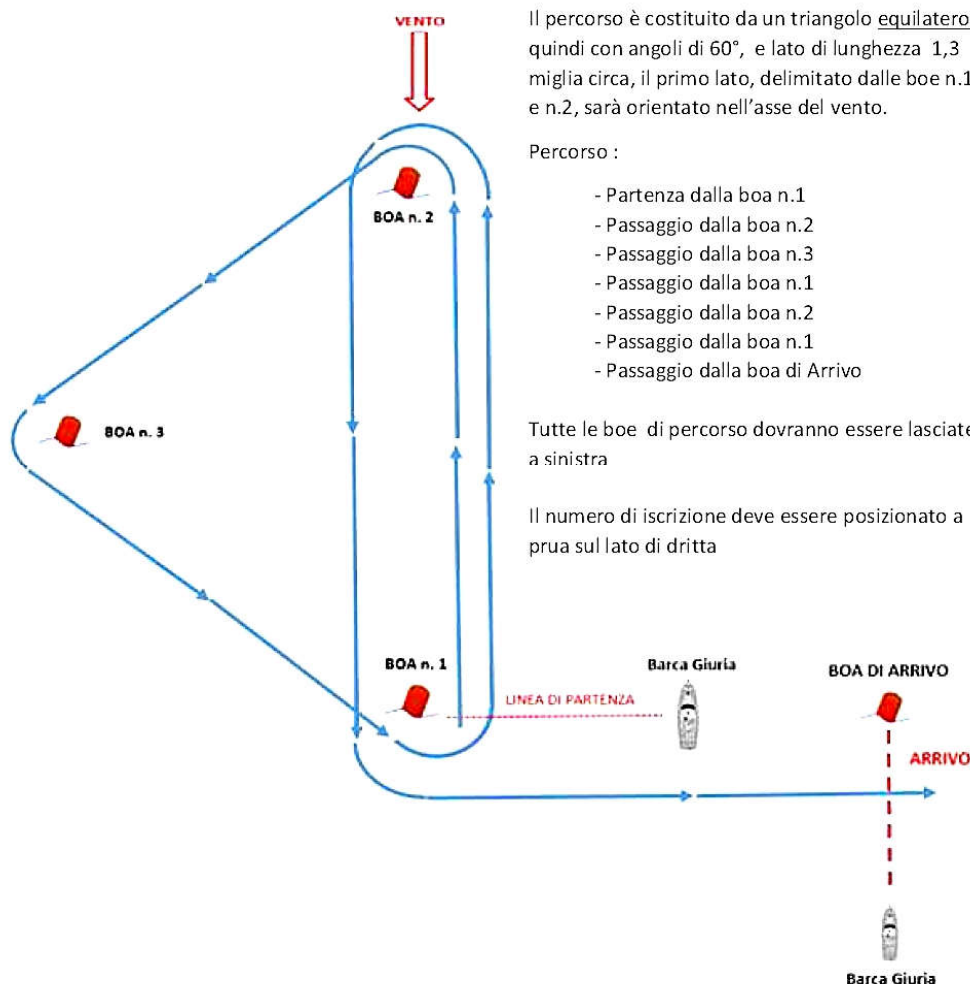 VENTO
Il percorso è costituito da un triangolo equilatero
quindi con angoli di 60°, e lato di lunghezza 1,3
miglia circa, il primo lato, delimitato dalle boe n.1
e n.2, sarà orientato nell'asse del vento.
Percorso :
- Partenza dalla boa n.1
- Passaggio dalla boa n.2
- Passaggio dalla boa n.3
- Passaggio dalla boa n.1
- Passaggio dalla boa n.2
- Passaggio dalla boa n.1
- Passaggio dalla boa di Arrivo
Tutte le boe di percorso dovranno essere lasciate
a sinistra
Il numero di iscrizione deve essere posizionato a
prua sul lato di dritta
BOA n. 2
BOA n. 3
BOA n. 1
LINEA DI PARTENZA
Barca Giuria
BOA DI ARRIVO
ARRIVO
Barca Giuria